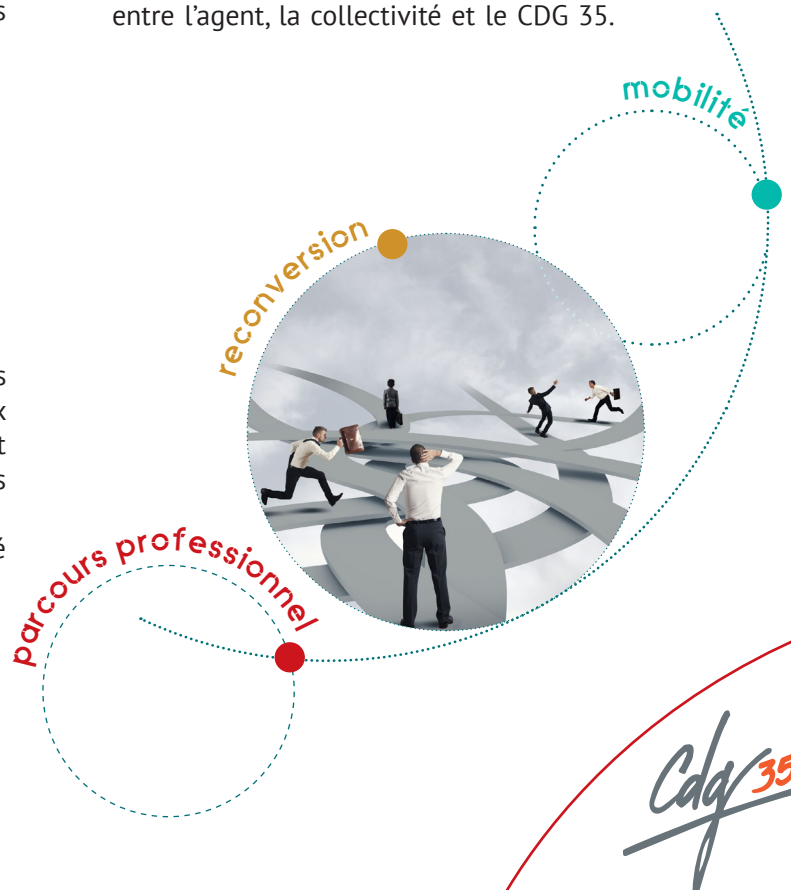 s
entre l’agent, la collectivité et le CDG 35.
mobilité
reconversion
s
x
t
s
é
parcours professionnel
Cdg 35